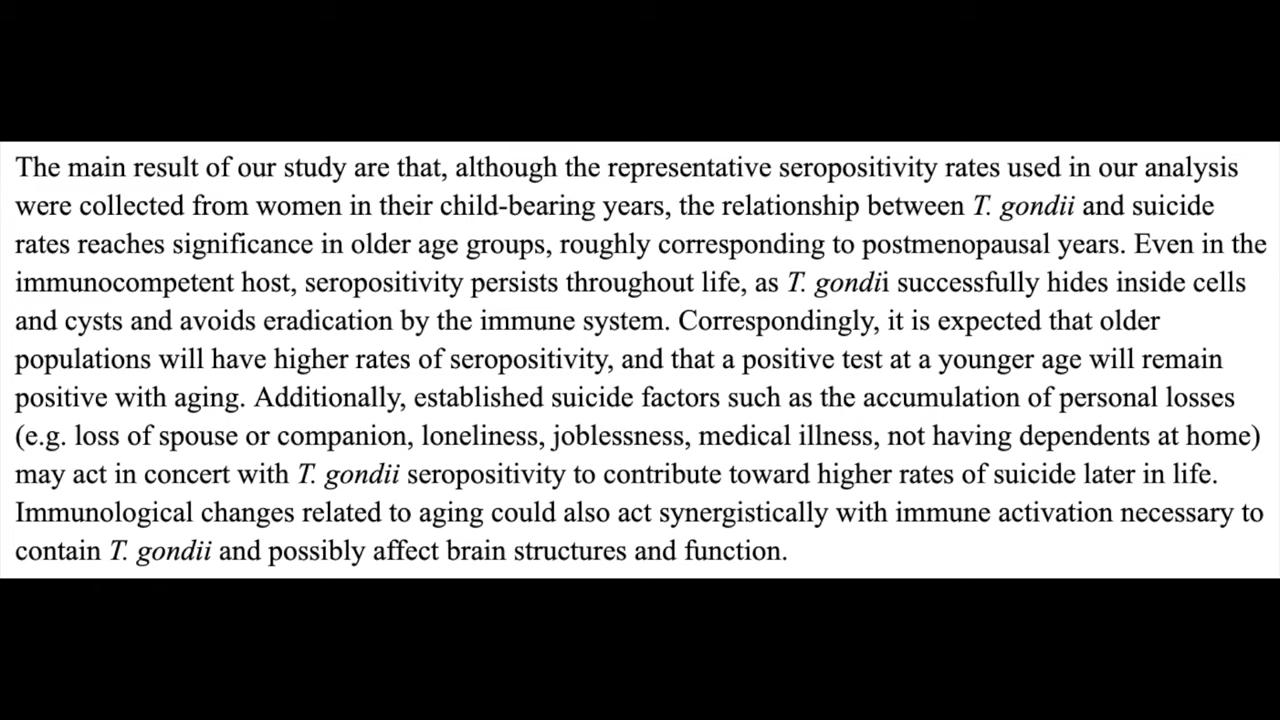 The main result of our study are that, although the representative seropositivity rates used in our analysis
were collected from women in their child-bearing years, the relationship between T. gondii and suicide
rates reaches significance in older age groups, roughly corresponding to postmenopausal years. Even in the
immunocompetent host, seropositivity persists throughout life, as T. gondii successfully hides inside cells
and cysts and avoids eradication by the immune system. Correspondingly, it is expected that older
populations will have higher rates of seropositivity, and that a positive test at a younger age will remain
positive with aging. Additionally, established suicide factors such as the accumulation of personal losses
(e.g. loss of spouse or companion, loneliness, joblessness, medical illness, not having dependents at home)
may act in concert with T. gondii seropositivity to contribute toward higher rates of suicide later in life.
Immunological changes related to aging could also act synergistically with immune activation necessary to
contain T. gondii and possibly affect brain structures and function.